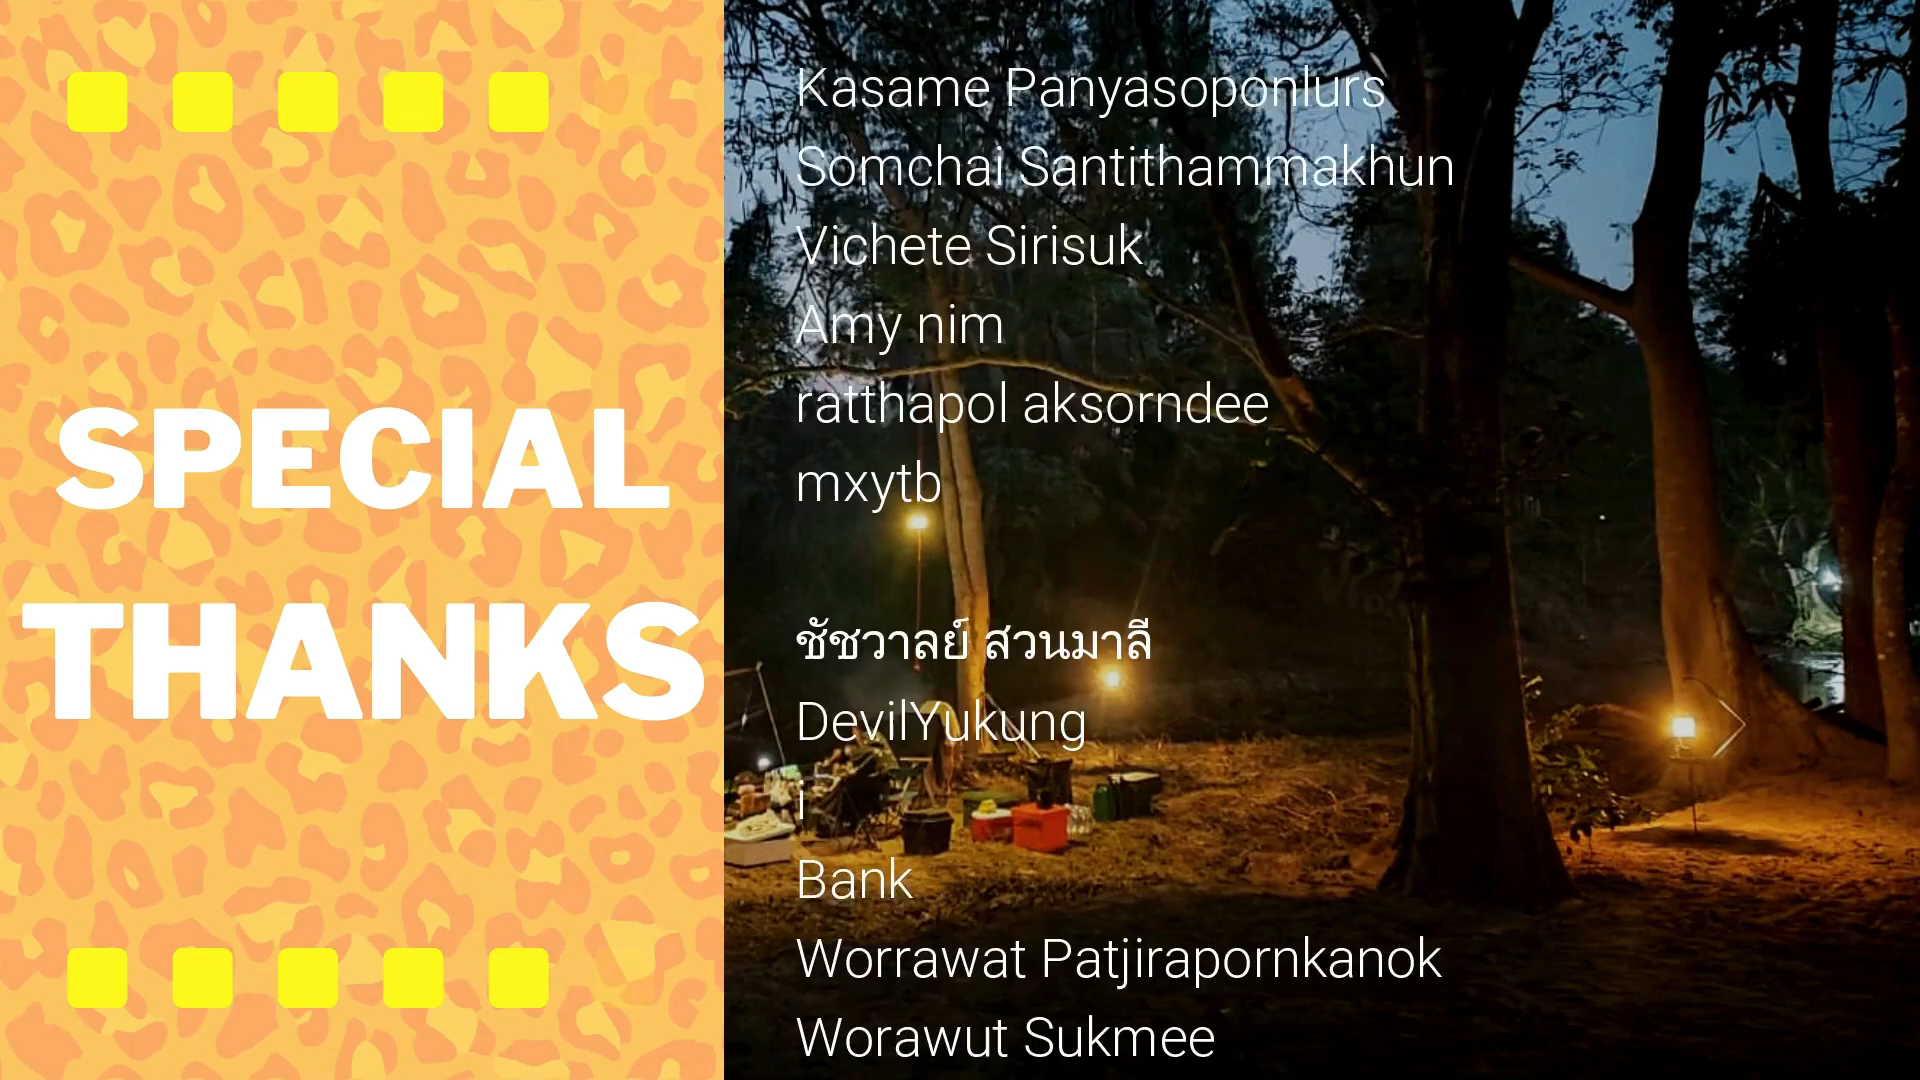 SPECIAL
THANKS
Kasame Panyasoponlurs
Somchai Santithammakhun
Vichete Sirisuk
Amy nim
ratthapol aksorndee
mxytb
ชัชวาลย์ สวนมาลี
DevilYukung
i
Bank
Worrawat Patjirapornkanok
Worawut Sukmee